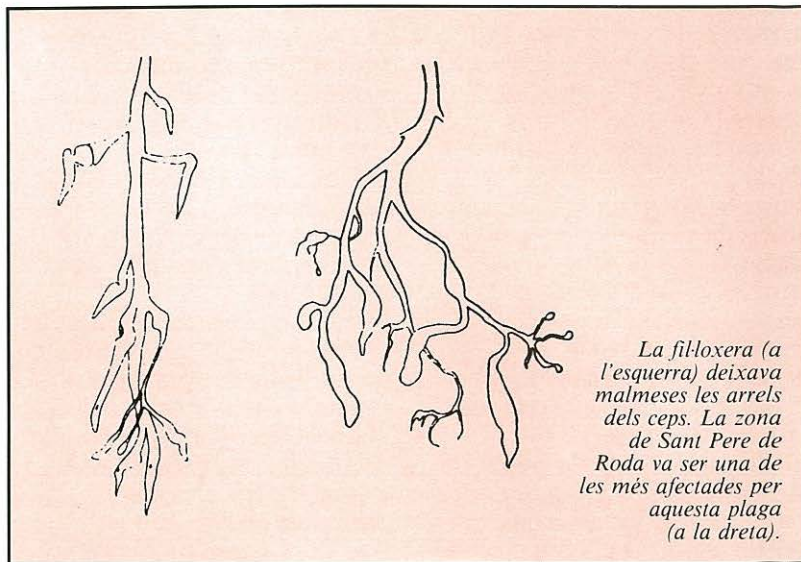 La fil·loxera (a
l'esquerra) deixava
malmeses les arrels
dels ceps. La zona
de Sant Pere de
Roda va ser una de
les més afectades per
aquesta plaga
(a la dreta).